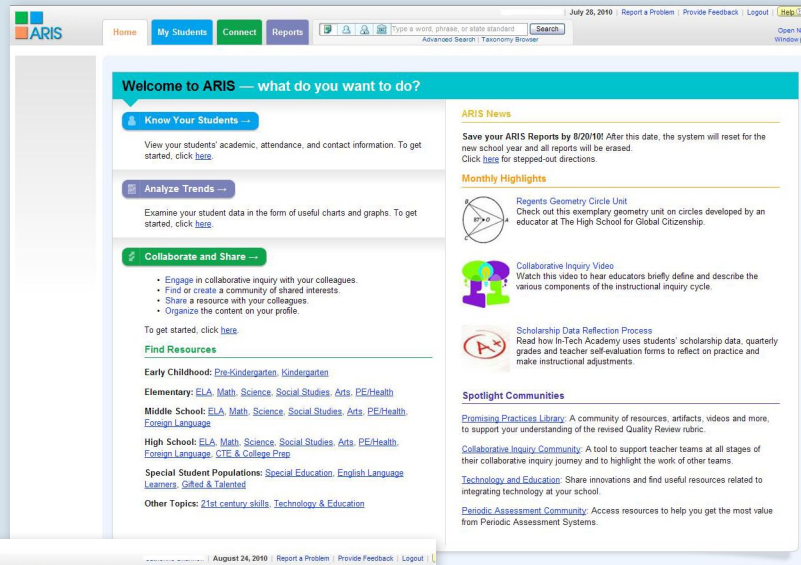 July 28, 2010 | Report a Problem | Provide Feedback | Logout | Help
ARIS
Home
My Students
Connect
Reports
Type a word, phrase, or state standard
Search
Advanced Search | Taxonomy Browser
Open N
Window
Welcome to ARIS — what do you want to do?
Know Your Students →
View your students' academic, attendance, and contact information. To get
started, click here.
Analyze Trends →
Examine your student data in the form of useful charts and graphs. To get
started, click here.
Collaborate and Share →
• Engage in collaborative inquiry with your colleagues.
• Find or create a community of shared interests.
• Share a resource with your colleagues.
• Organize the content on your profile.
To get started, click here.
Find Resources
Early Childhood: Pre-Kindergarten, Kindergarten
Elementary: ELA, Math, Science, Social Studies, Arts, PE/Health
Middle School: ELA, Math, Science, Social Studies, Arts, PE/Health,
Foreign Language
High School: ELA, Math, Science, Social Studies, Arts, PE/Health,
Foreign Language, CTE & College Prep
Special Student Populations: Special Education, English Language
Learners, Gifted & Talented
Other Topics: 21st century skills, Technology & Education
ARIS News
Save your ARIS Reports by 8/20/10! After this date, the system will reset for the
new school year and all reports will be erased.
Click here for stepped-out directions.
Monthly Highlights
B
87°
O
A
C
Regents Geometry Circle Unit
Check out this exemplary geometry unit on circles developed by an
educator at The High School for Global Citizenship.
Collaborative Inquiry Video
Watch this video to hear educators briefly define and describe the
various components of the instructional inquiry cycle.
A+
Scholarship Data Reflection Process
Read how In-Tech Academy uses students' scholarship data, quarterly
grades and teacher self-evaluation forms to reflect on practice and
make instructional adjustments.
Spotlight Communities
Promising Practices Library: A community of resources, artifacts, videos and more,
to support your understanding of the revised Quality Review rubric.
Collaborative Inquiry Community: A tool to support teacher teams at all stages of
their collaborative inquiry journey and to highlight the work of other teams.
Technology and Education: Share innovations and find useful resources related to
integrating technology at your school.
Periodic Assessment Community: Access resources to help you get the most value
from Periodic Assessment Systems.
| August 24, 2010 | Report a Problem | Provide Feedback | Logout |